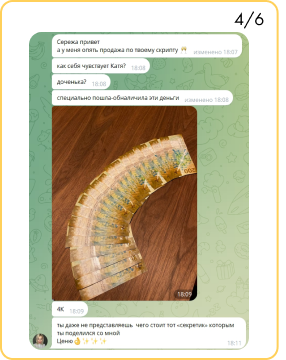 4/6
Сережа привет
а у меня опять продажа по твоему скрипту 🥳
изменено 18:07
как себя чувствует Катя? 18:08
доченька? 18:08
специально пошла-обналичила эти деньги изменено 18:08
18:09
4К 18:09
ты даже не представляешь чего стоит тот «секретик» которым
ты поделился со мной
Ценю👌✨✨✨ 18:11